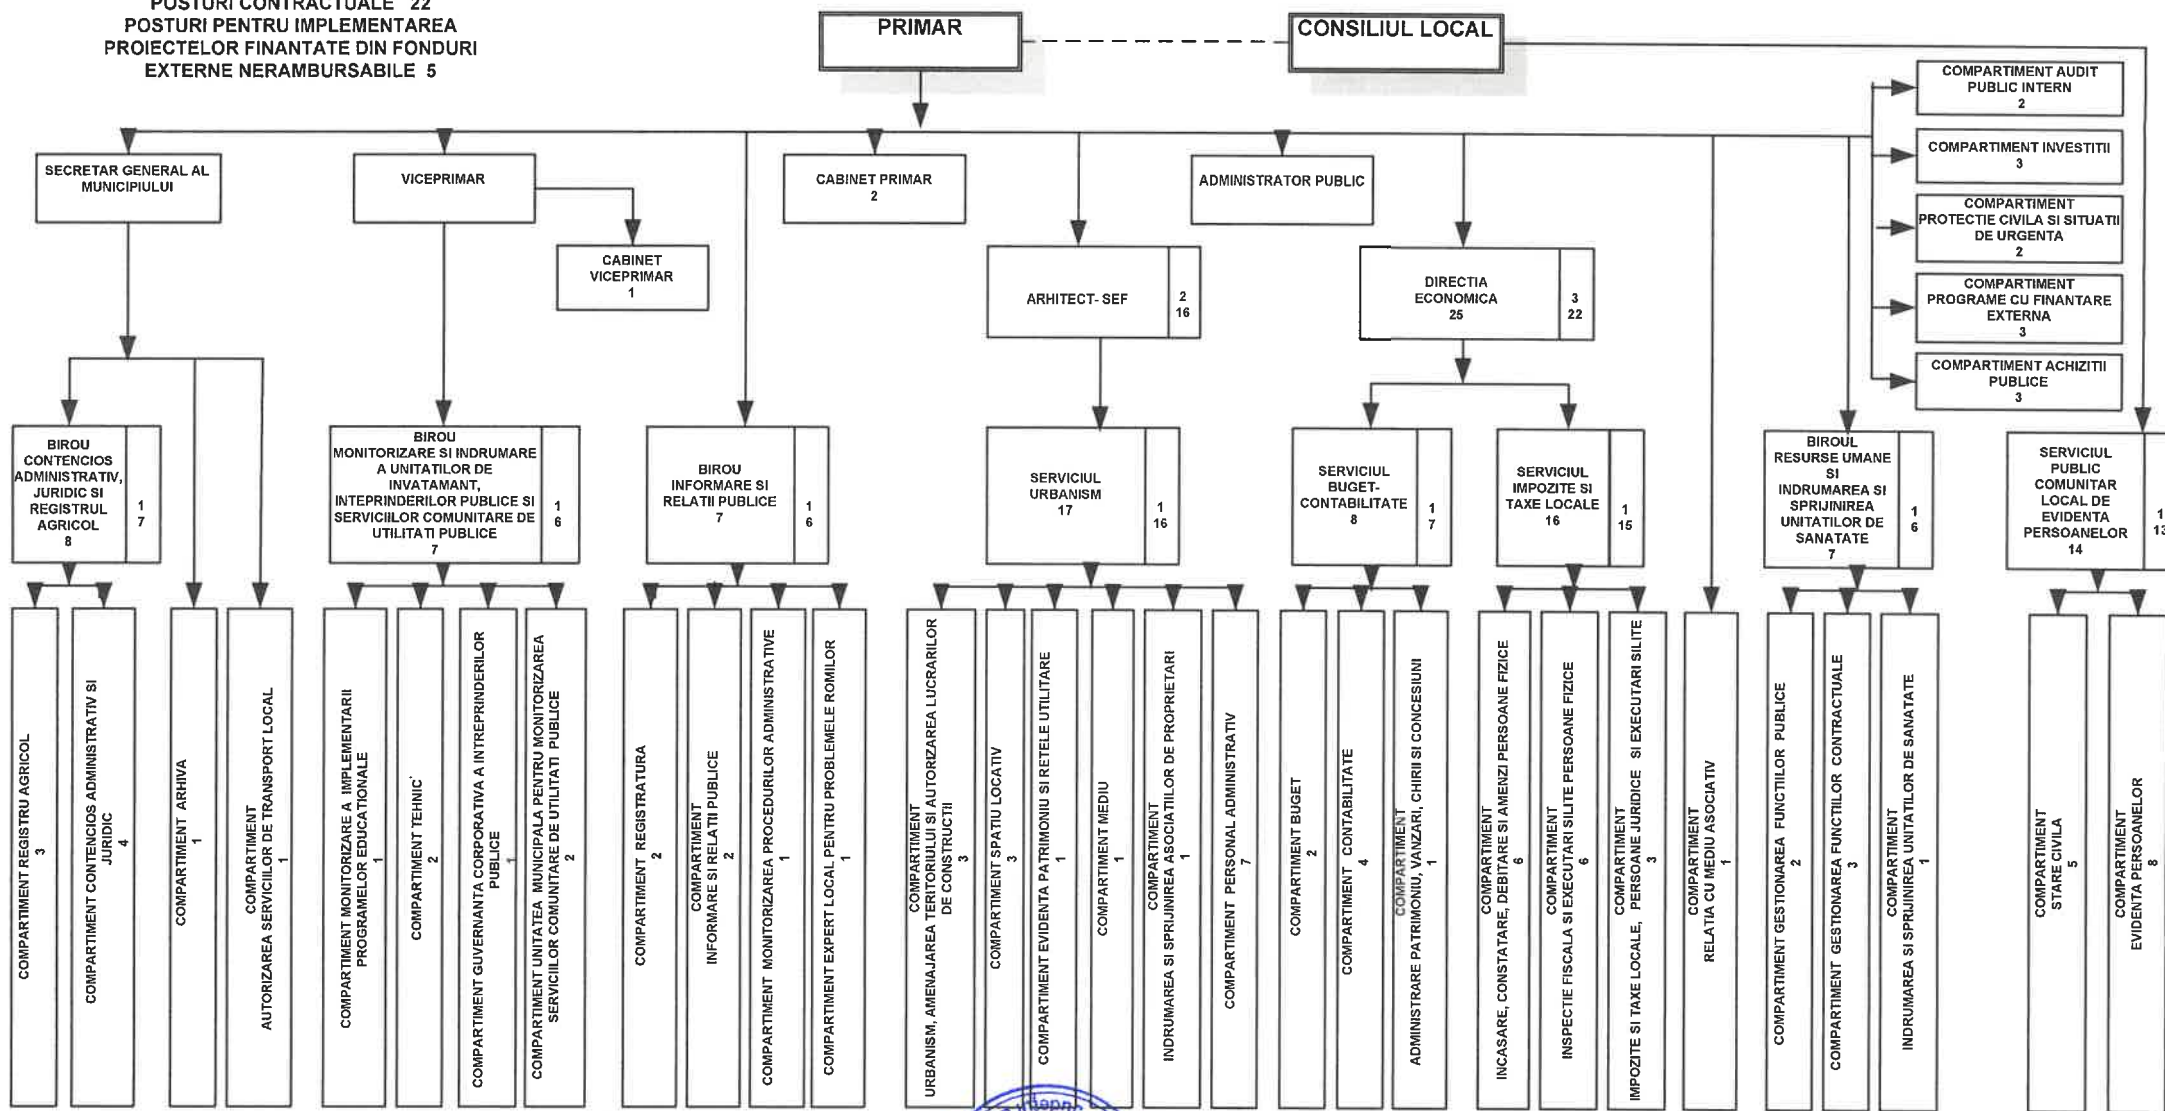 POSTURI CONTRACTUALE 22
POSTURI PENTRU IMPLEMENTAREA
PROIECTELOR FINANTATE DIN FONDURI
EXTERNE NERAMBURSABILE 5
PRIMAR
CONSILIUL LOCAL
COMPARTIMENT AUDIT
PUBLIC INTERN
2
COMPARTIMENT INVESTITII
3
COMPARTIMENT
PROTECTIE CIVILA SI SITUATII
DE URGENTA
2
COMPARTIMENT
PROGRAME CU FINANTARE
EXTERNA
3
COMPARTIMENT ACHIZITII
PUBLICE
3
SECRETAR GENERAL AL
MUNICIPIULUI
VICEPRIMAR
CABINET PRIMAR
2
ADMINISTRATOR PUBLIC
CABINET
VICEPRIMAR
1
ARHITECT- SEF
2
16
DIRECTIA
ECONOMICA
25
3
22
BIROU
CONTENCIOS
ADMINISTRATIV,
JURIDIC SI
REGISTRUL
AGRICOL
8
1
7
BIROU
MONITORIZARE SI INDRUMARE
A UNITATILOR DE
INVATAMANT,
INTEPRINDERILOR PUBLICE SI
SERVICIILOR COMUNITARE DE
UTILITATI PUBLICE
7
1
6
BIROU
INFORMARE SI
RELATII PUBLICE
7
1
6
SERVICIUL
URBANISM
17
1
16
SERVICIUL
BUGET-
CONTABILITATE
8
1
7
SERVICIUL
IMPOZITE SI
TAXE LOCALE
16
1
15
BIROUL
RESURSE UMANE
SI
INDRUMAREA SI
SPRIJNIREA
UNITATILOR DE
SANATATE
7
1
6
SERVICIUL
PUBLIC
COMUNITAR
LOCAL DE
EVIDENTA
PERSOANELOR
14
1
13
COMPARTIMENT REGISTRU AGRICOL
3
COMPARTIMENT CONTENCIOS ADMINISTRATIV SI
JURIDIC
4
COMPARTIMENT ARHIVA
1
COMPARTIMENT
AUTORIZAREA SERVICIILOR DE TRANSPORT LOCAL
1
COMPARTIMENT MONITORIZARE A IMPLEMENTARII
PROGRAMELOR EDUCATIONALE
1
COMPARTIMENT TEHNIC
2
COMPARTIMENT GUVERNANTA CORPORATIVA A INTREPRINDERILOR
PUBLICE
1
COMPARTIMENT UNITATEA MUNICIPALA PENTRU MONITORIZAREA
SERVICIILOR COMUNITARE DE UTILITATI PUBLICE
2
COMPARTIMENT REGISTRATURA
2
COMPARTIMENT
INFORMARE SI RELATII PUBLICE
2
COMPARTIMENT MONITORIZAREA PROCEDURILOR ADMINISTRATIVE
1
COMPARTIMENT EXPERT LOCAL PENTRU PROBLEMELE ROMILOR
1
COMPARTIMENT
URBANISM, AMENAJAREA TERITORIULUI SI AUTORIZAREA LUCRARILOR
DE CONSTRUCTII
3
COMPARTIMENT SPATIU LOCATIV
3
COMPARTIMENT EVIDENTA PATRIMONIU SI RETELE UTILITARE
1
COMPARTIMENT MEDIU
1
COMPARTIMENT
INDRUMAREA SI SPRIJINIREA ASOCIATIILOR DE PROPRIETARI
1
COMPARTIMENT PERSONAL ADMINISTRATIV
7
COMPARTIMENT BUGET
2
COMPARTIMENT CONTABILITATE
4
COMPARTIMENT
ADMINISTRARE PATRIMONIU, VANZARI, CHIRII SI CONCESIUNI
1
COMPARTIMENT
INCASARE, CONSTATARE, DEBITARE SI AMENZI PERSOANE FIZICE
6
COMPARTIMENT
INSPECTIE FISCALA SI EXECUTARI SILITE PERSOANE FIZICE
6
COMPARTIMENT
IMPOZITE SI TAXE LOCALE, PERSOANE JURIDICE SI EXECUTARI SILITE
3
COMPARTIMENT
RELATIA CU MEDIU ASOCIATIV
1
COMPARTIMENT GESTIONAREA FUNCTIILOR PUBLICE
2
COMPARTIMENT GESTIONAREA FUNCTIILOR CONTRACTUALE
3
COMPARTIMENT
INDRUMAREA SI SPRIJINIREA UNITATILOR DE SANATATE
1
COMPARTIMENT
STARE CIVILA
5
COMPARTIMENT
EVIDENTA PERSOANELOR
8